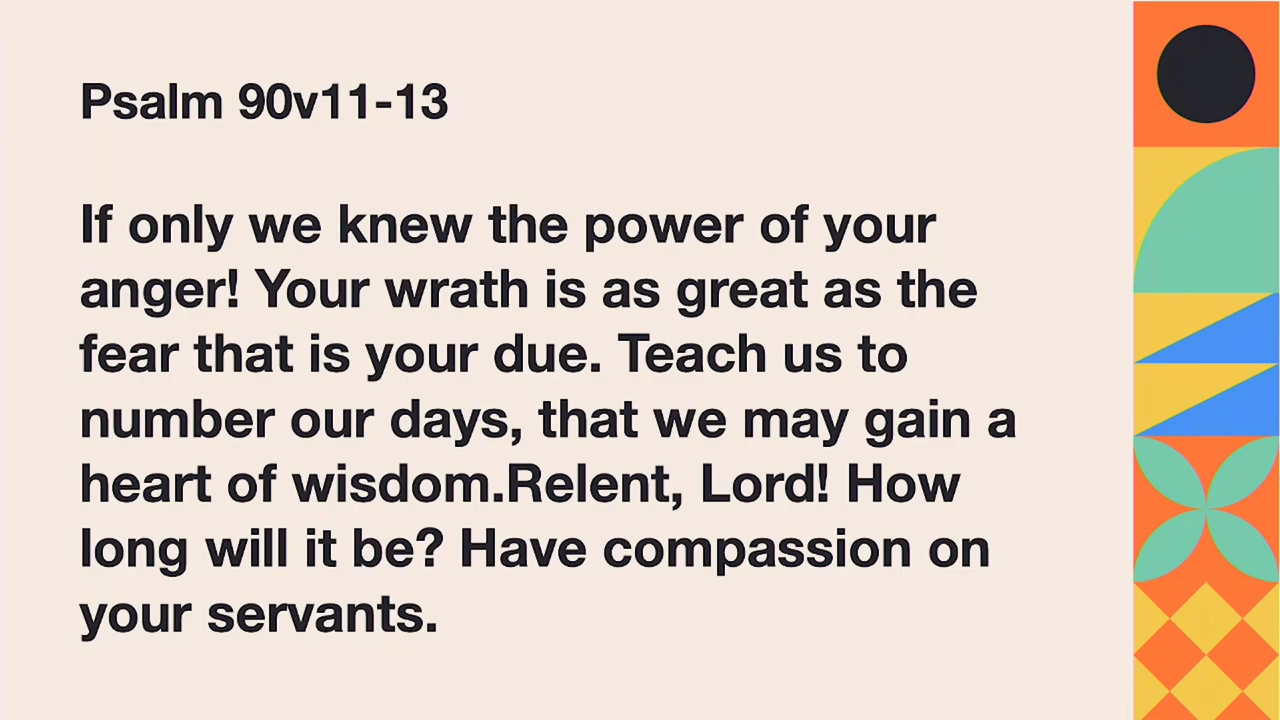 Psalm 90v11-13
If only we knew the power of your
anger! Your wrath is as great as the
fear that is your due. Teach us to
number our days, that we may gain a
heart of wisdom.Relent, Lord! How
long will it be? Have compassion on
your servants.